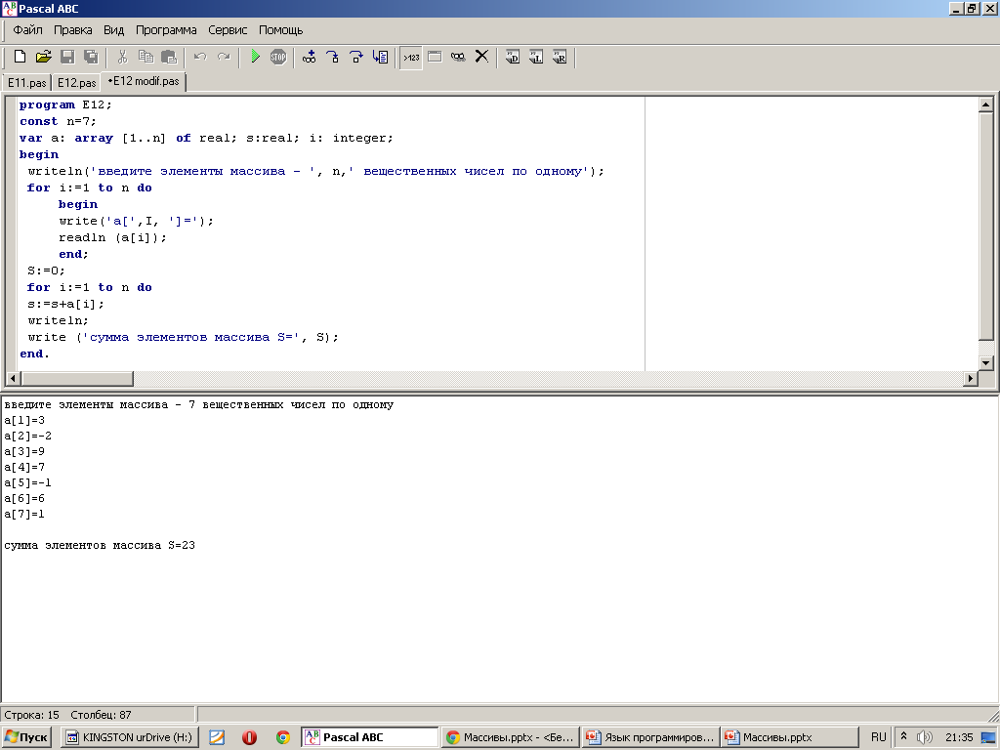 Pascal ABC
Файл Правка Вид Программа Сервис Помощь
E11.pas E12.pas •E12 modif.pas
program E12;
const n=7;
var a: array [1..n] of real; s:real; i: integer;
begin
writeln('введите элементы массива - ', n,' вещественных чисел по одному');
for i:=1 to n do
begin
write('a[',I, ']=');
readln (a[i]);
end;
S:=0;
for i:=1 to n do
s:=s+a[i];
writeln;
write ('сумма элементов массива S=', S);
end.
введите элементы массива - 7 вещественных чисел по одному
a[1]=3
a[2]=-2
a[3]=9
a[4]=7
a[5]=-1
a[6]=6
a[7]=1
сумма элементов массива S=23
Строка: 15 Столбец: 87
Пуск KINGSTON urDrive (H:) Pascal ABC Массивы.pptx - <Бе... Язык программиров... Массивы.pptx RU 21:35